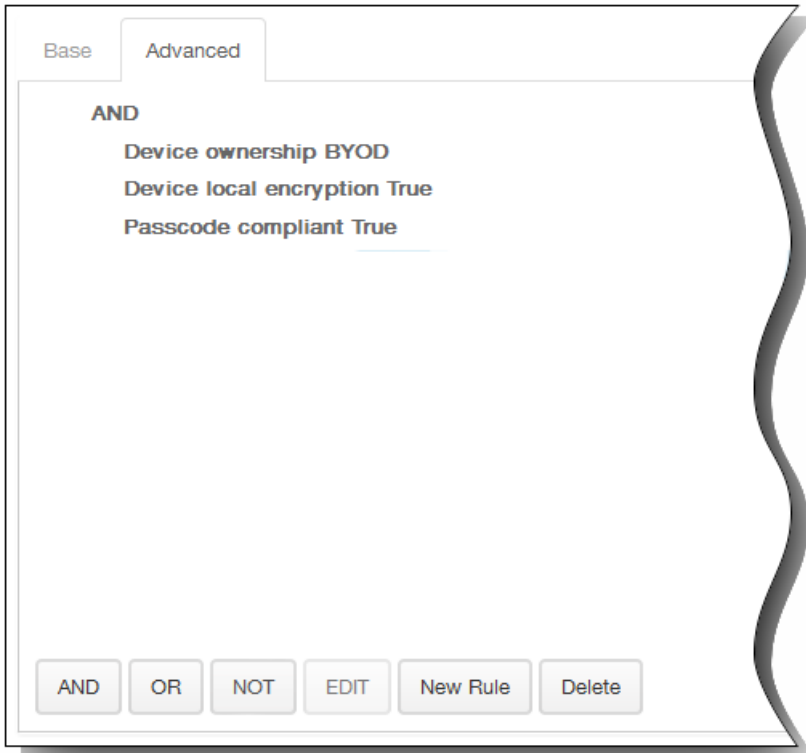 Base Advanced
AND
Device ownership BYOD
Device local encryption True
Passcode compliant True
AND OR NOT EDIT New Rule Delete